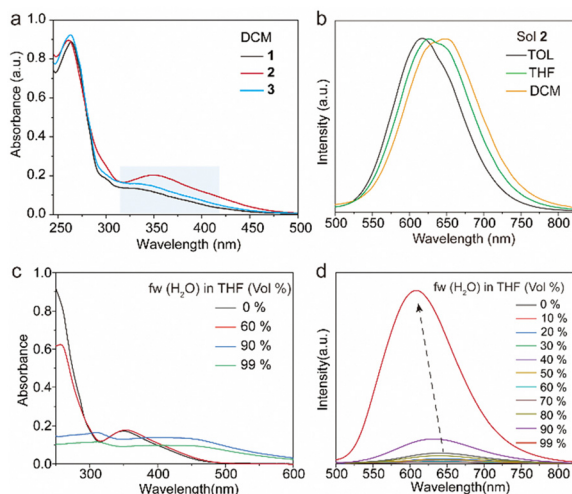 a
DCM
1
2
3
Absorbance (a.u.)
1.0
0.8
0.6
0.4
0.2
0.0
250 300 350 400 450 500
Wavelength (nm)
b
Sol 2
TOL
THF
DCM
Intensity (a.u.)
500 550 600 650 700 750 800
Wavelength (nm)
c
fw (H₂O) in THF (Vol %)
0 %
60 %
90 %
99 %
Absorbance
1.0
0.8
0.6
0.4
0.2
0.0
300 400 500 600
Wavelength(nm)
d
fw (H₂O) in THF (Vol %)
0 %
10 %
20 %
30 %
40 %
50 %
60 %
70 %
80 %
90 %
99 %
Intensity(a.u.)
500 550 600 650 700 750 800
Wavelength(nm)